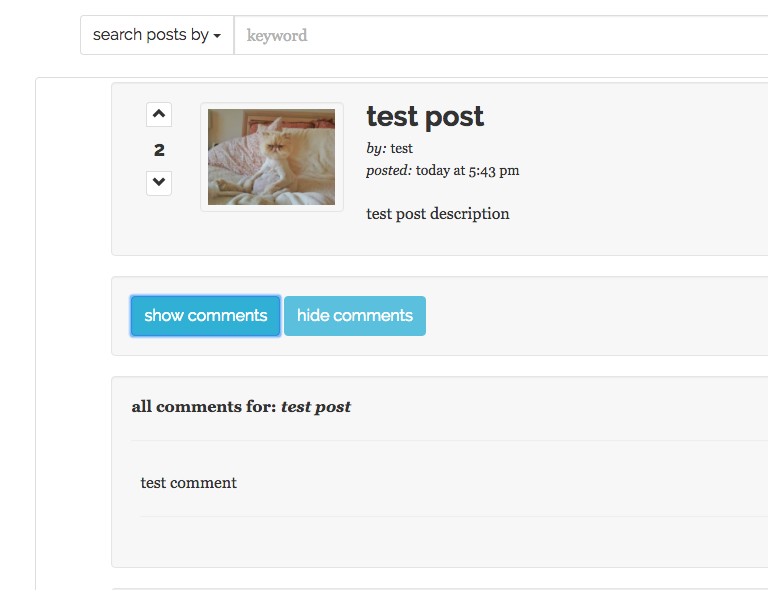 search posts by
keyword
test post
2
by: test
posted: today at 5:43 pm
test post description
show comments
hide comments
all comments for: test post
test comment